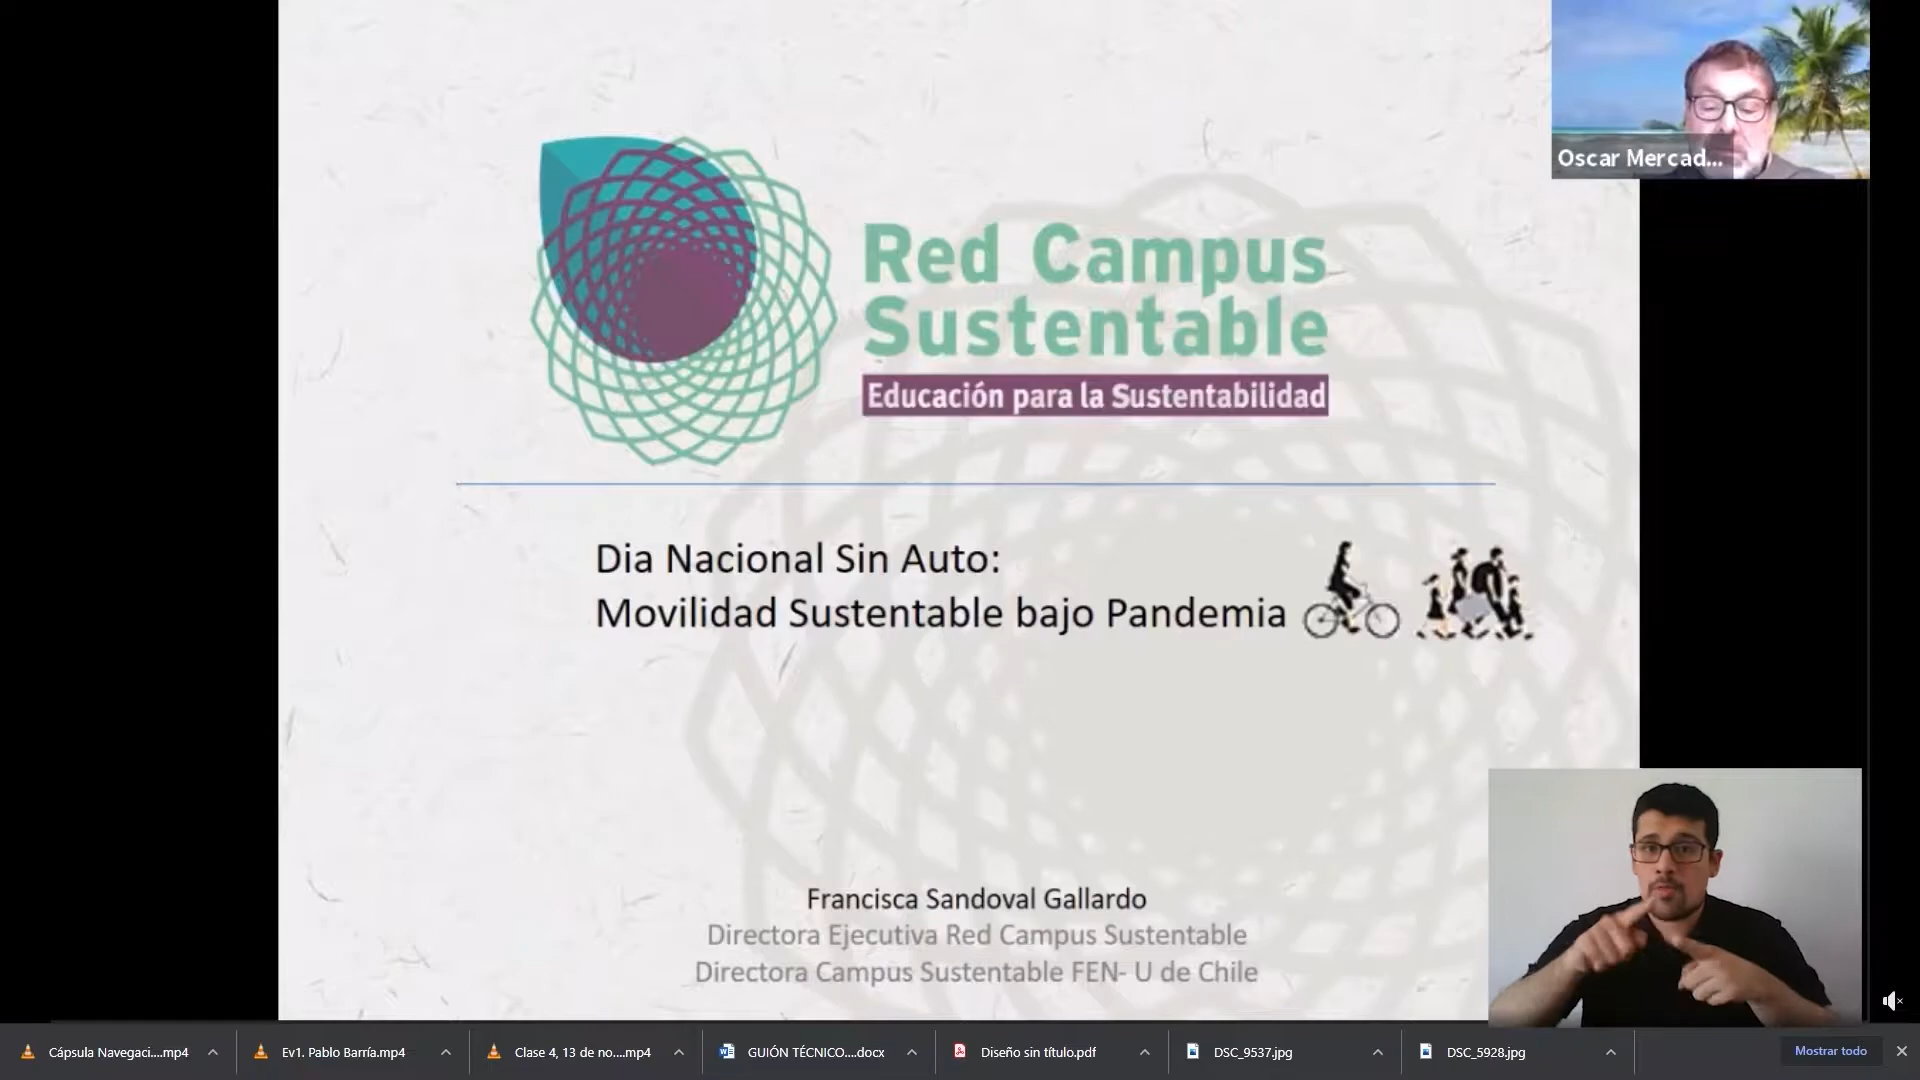 Oscar Mercad...
Red Campus
Sustentable
Educación para la Sustentabilidad
Dia Nacional Sin Auto:
Movilidad Sustentable bajo Pandemia
Francisca Sandoval Gallardo
Directora Ejecutiva Red Campus Sustentable
Directora Campus Sustentable FEN- U de Chile
Cápsula Navegaci....mp4
Ev1. Pablo Barría.mp4
Clase 4, 13 de no....mp4
GUIÓN TÉCNICO....docx
Diseño sin título.pdf
DSC_9537.jpg
DSC_5928.jpg
Mostrar todo